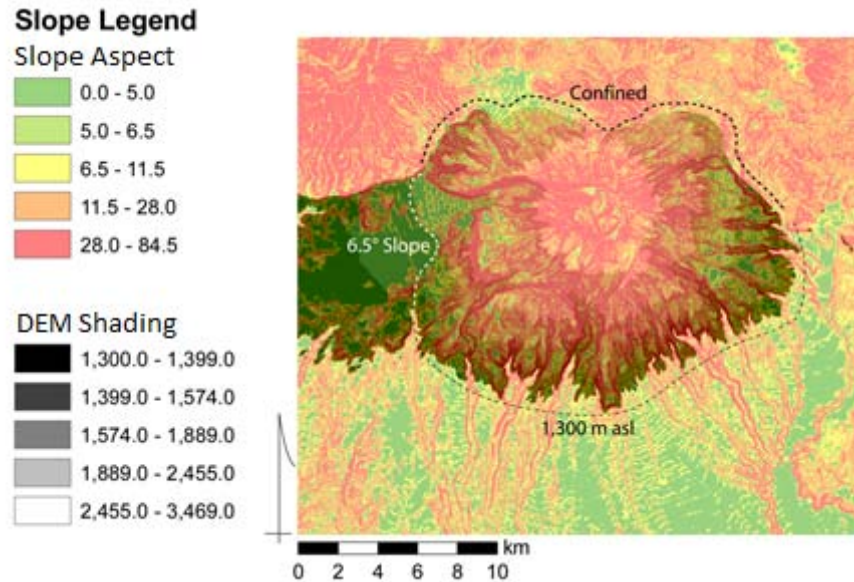 Slope Legend
Slope Aspect
0.0 - 5.0
5.0 - 6.5
6.5 - 11.5
11.5 - 28.0
28.0 - 84.5
DEM Shading
1,300.0 - 1,399.0
1,399.0 - 1,574.0
1,574.0 - 1,889.0
1,889.0 - 2,455.0
2,455.0 - 3,469.0
Confined
6.5° Slope
1,300 m asl
km
0 2 4 6 8 10